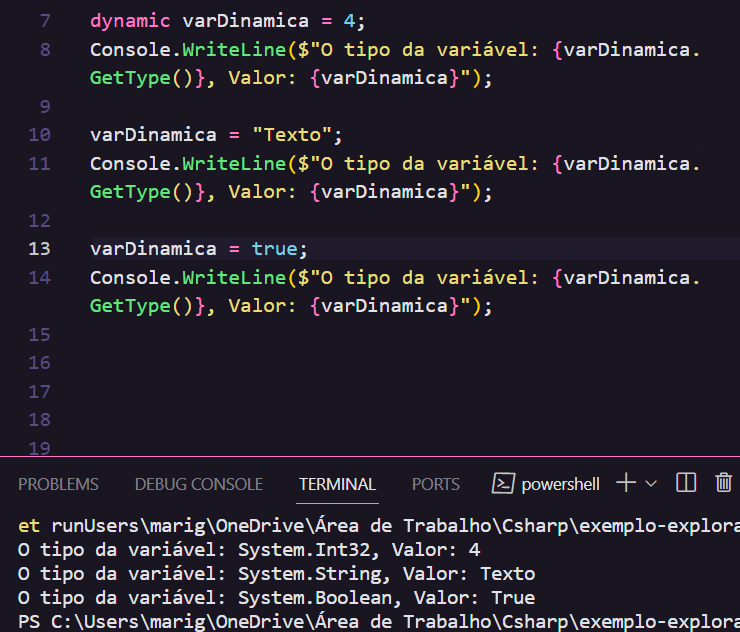 7 dynamic varDinamica = 4;
8 Console.WriteLine($"O tipo da variável: {varDinamica.
GetType()}, Valor: {varDinamica}");
9
10 varDinamica = "Texto";
11 Console.WriteLine($"O tipo da variável: {varDinamica.
GetType()}, Valor: {varDinamica}");
12
13 varDinamica = true;
14 Console.WriteLine($"O tipo da variável: {varDinamica.
GetType()}, Valor: {varDinamica}");
15
16
17
18
19
PROBLEMS DEBUG CONSOLE TERMINAL PORTS powershell
et runUsers\marig\OneDrive\Área de Trabalho\Csharp\exemplo-explora
O tipo da variável: System.Int32, Valor: 4
O tipo da variável: System.String, Valor: Texto
O tipo da variável: System.Boolean, Valor: True
PS C:\Users\marig\OneDrive\Área de Trabalho\Csharp\exemplo-explora